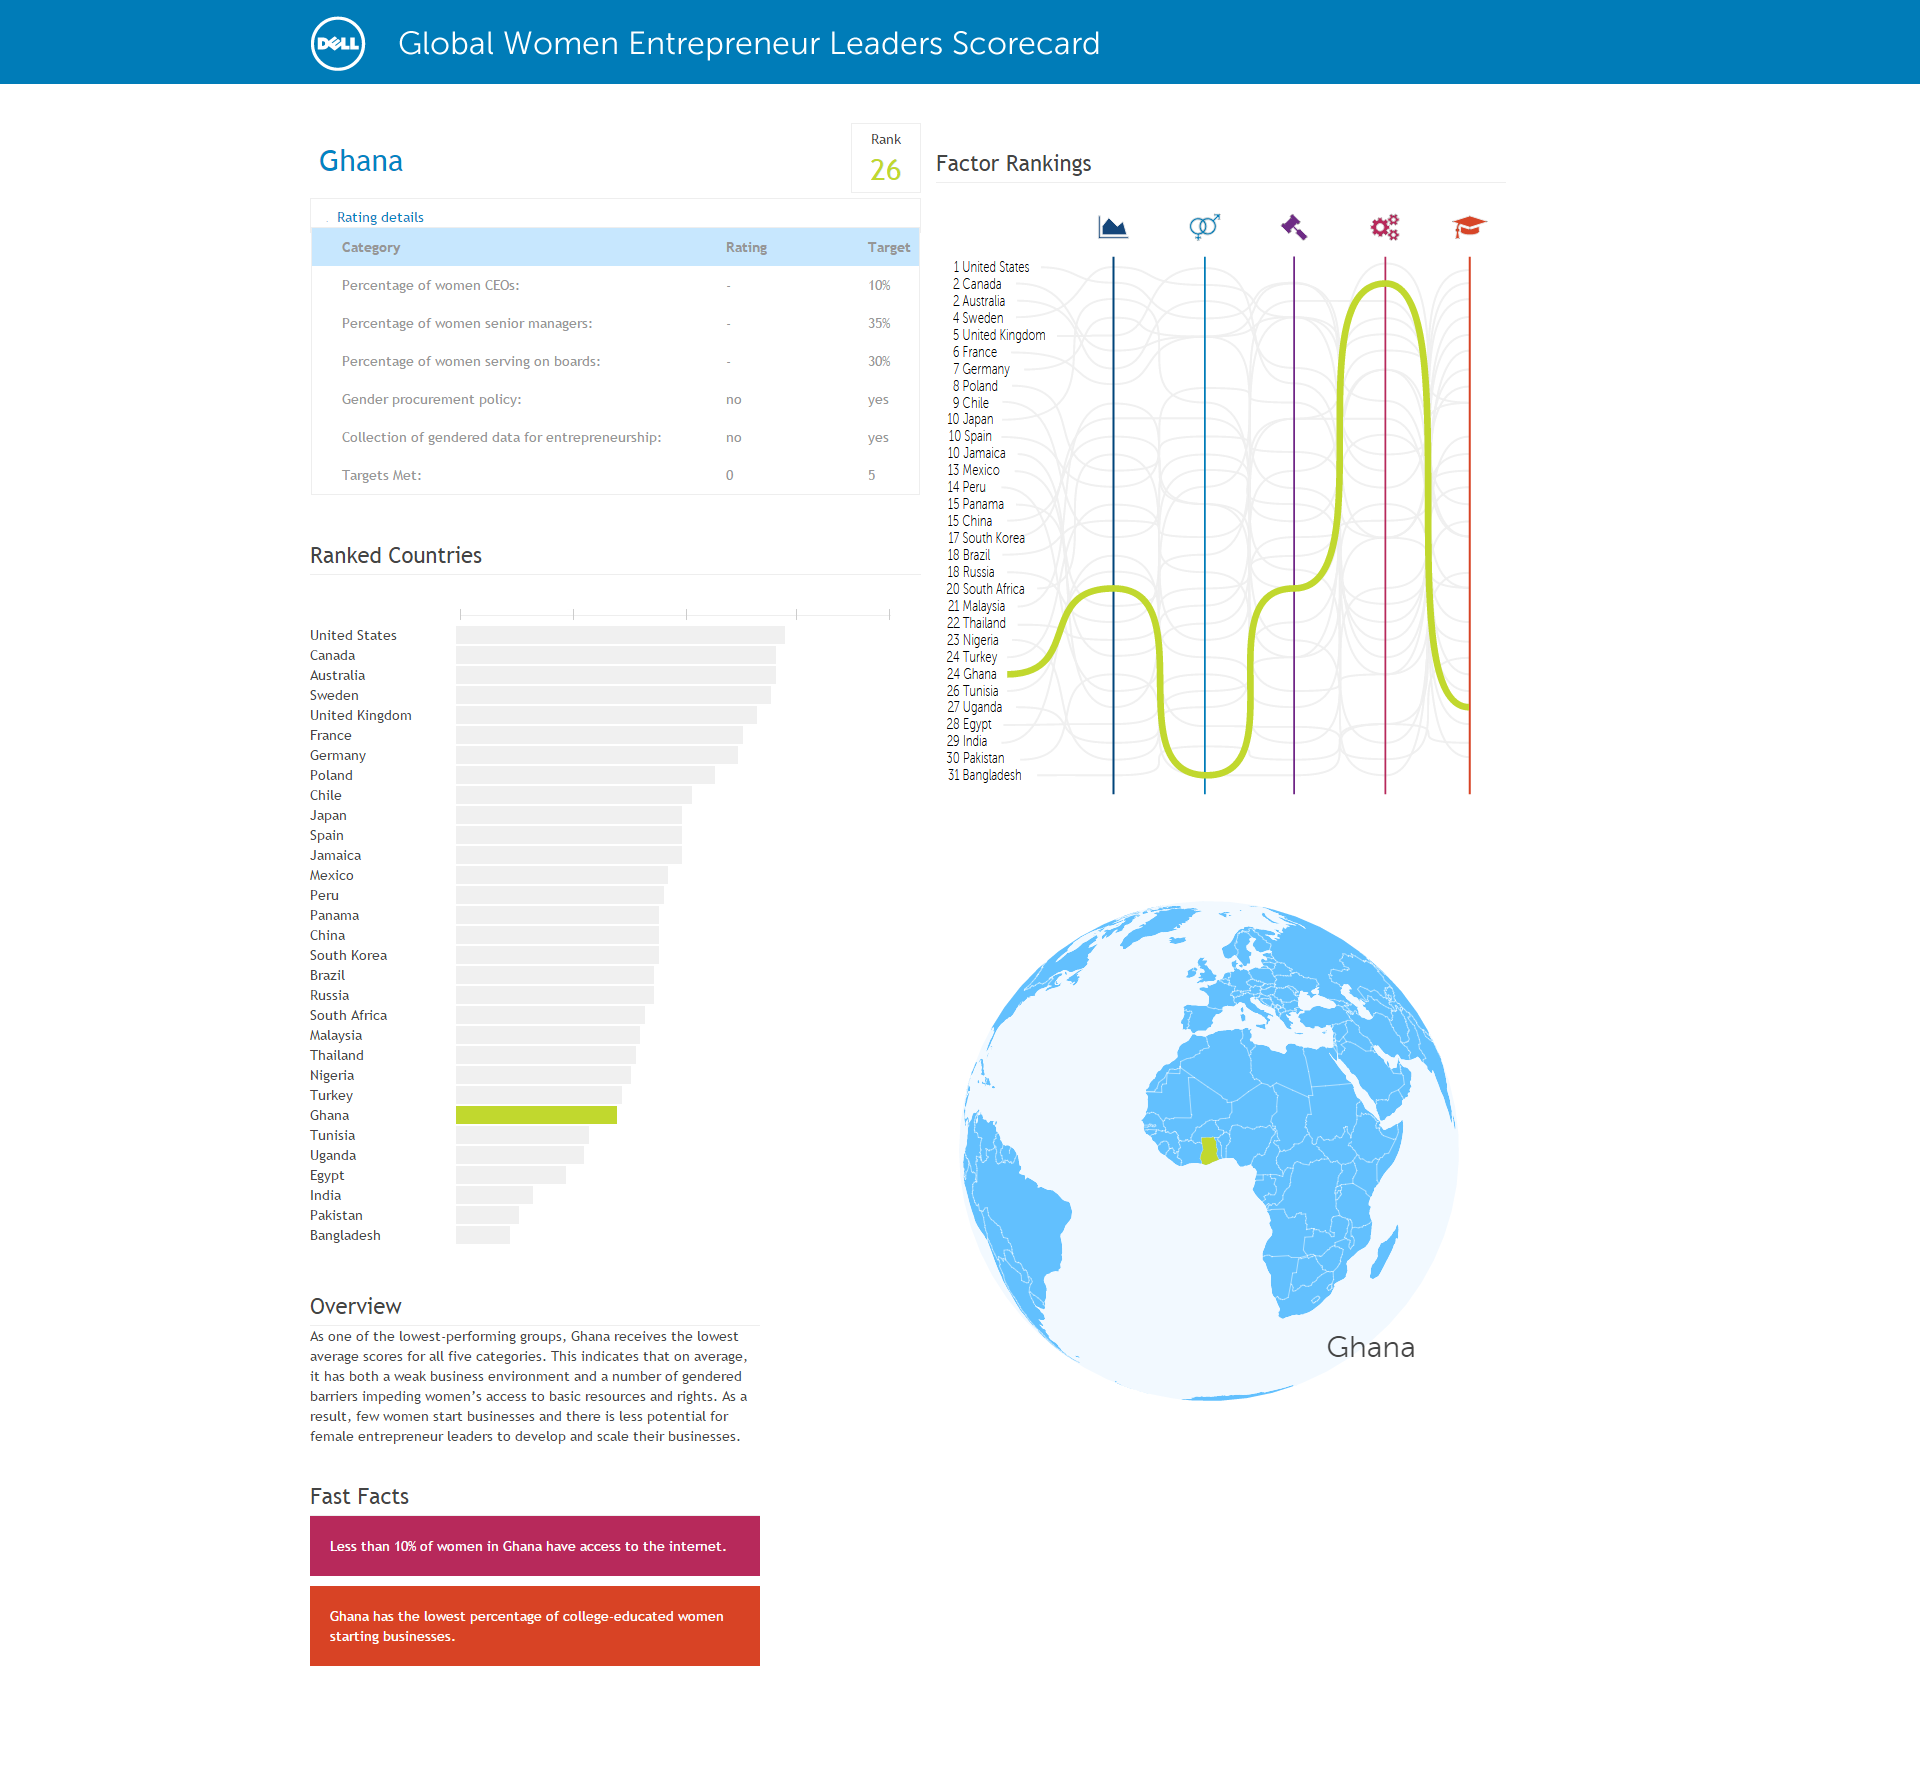 DELL
Global Women Entrepreneur Leaders Scorecard
Ghana
Rank
26
Rating details
Category Rating Target
Percentage of women CEOs: - 10%
Percentage of women senior managers: - 35%
Percentage of women serving on boards: - 30%
Gender procurement policy: no yes
Collection of gendered data for entrepreneurship: no yes
Targets Met: 0 5
Ranked Countries
United States
Canada
Australia
Sweden
United Kingdom
France
Germany
Poland
Chile
Japan
Spain
Jamaica
Mexico
Peru
Panama
China
South Korea
Brazil
Russia
South Africa
Malaysia
Thailand
Nigeria
Turkey
Ghana
Tunisia
Uganda
Egypt
India
Pakistan
Bangladesh
Overview
As one of the lowest-performing groups, Ghana receives the lowest
average scores for all five categories. This indicates that on average,
it has both a weak business environment and a number of gendered
barriers impeding women’s access to basic resources and rights. As a
result, few women start businesses and there is less potential for
female entrepreneur leaders to develop and scale their businesses.
Fast Facts
Less than 10% of women in Ghana have access to the internet.
Ghana has the lowest percentage of college-educated women
starting businesses.
Factor Rankings
1 United States
2 Canada
2 Australia
4 Sweden
5 United Kingdom
6 France
7 Germany
8 Poland
9 Chile
10 Japan
10 Spain
10 Jamaica
13 Mexico
14 Peru
15 Panama
15 China
17 South Korea
18 Brazil
18 Russia
20 South Africa
21 Malaysia
22 Thailand
23 Nigeria
24 Turkey
24 Ghana
26 Tunisia
27 Uganda
28 Egypt
29 India
30 Pakistan
31 Bangladesh
Ghana